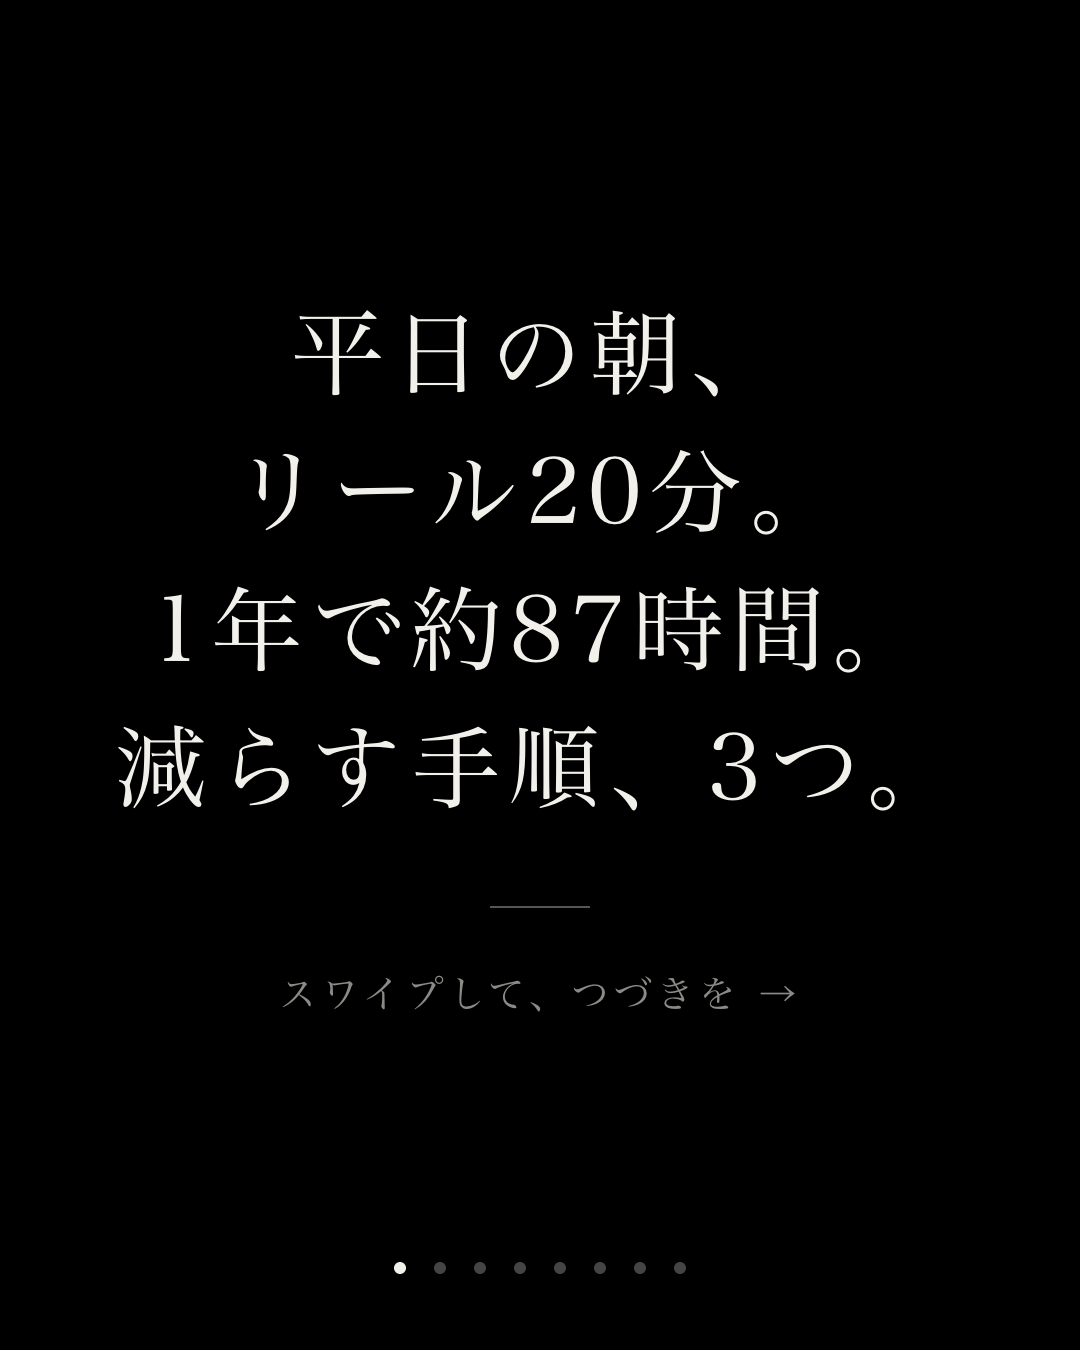 平日の朝、
リール20分。
1年で約87時間。
減らす手順、3つ。
スワイプして、つづきを →